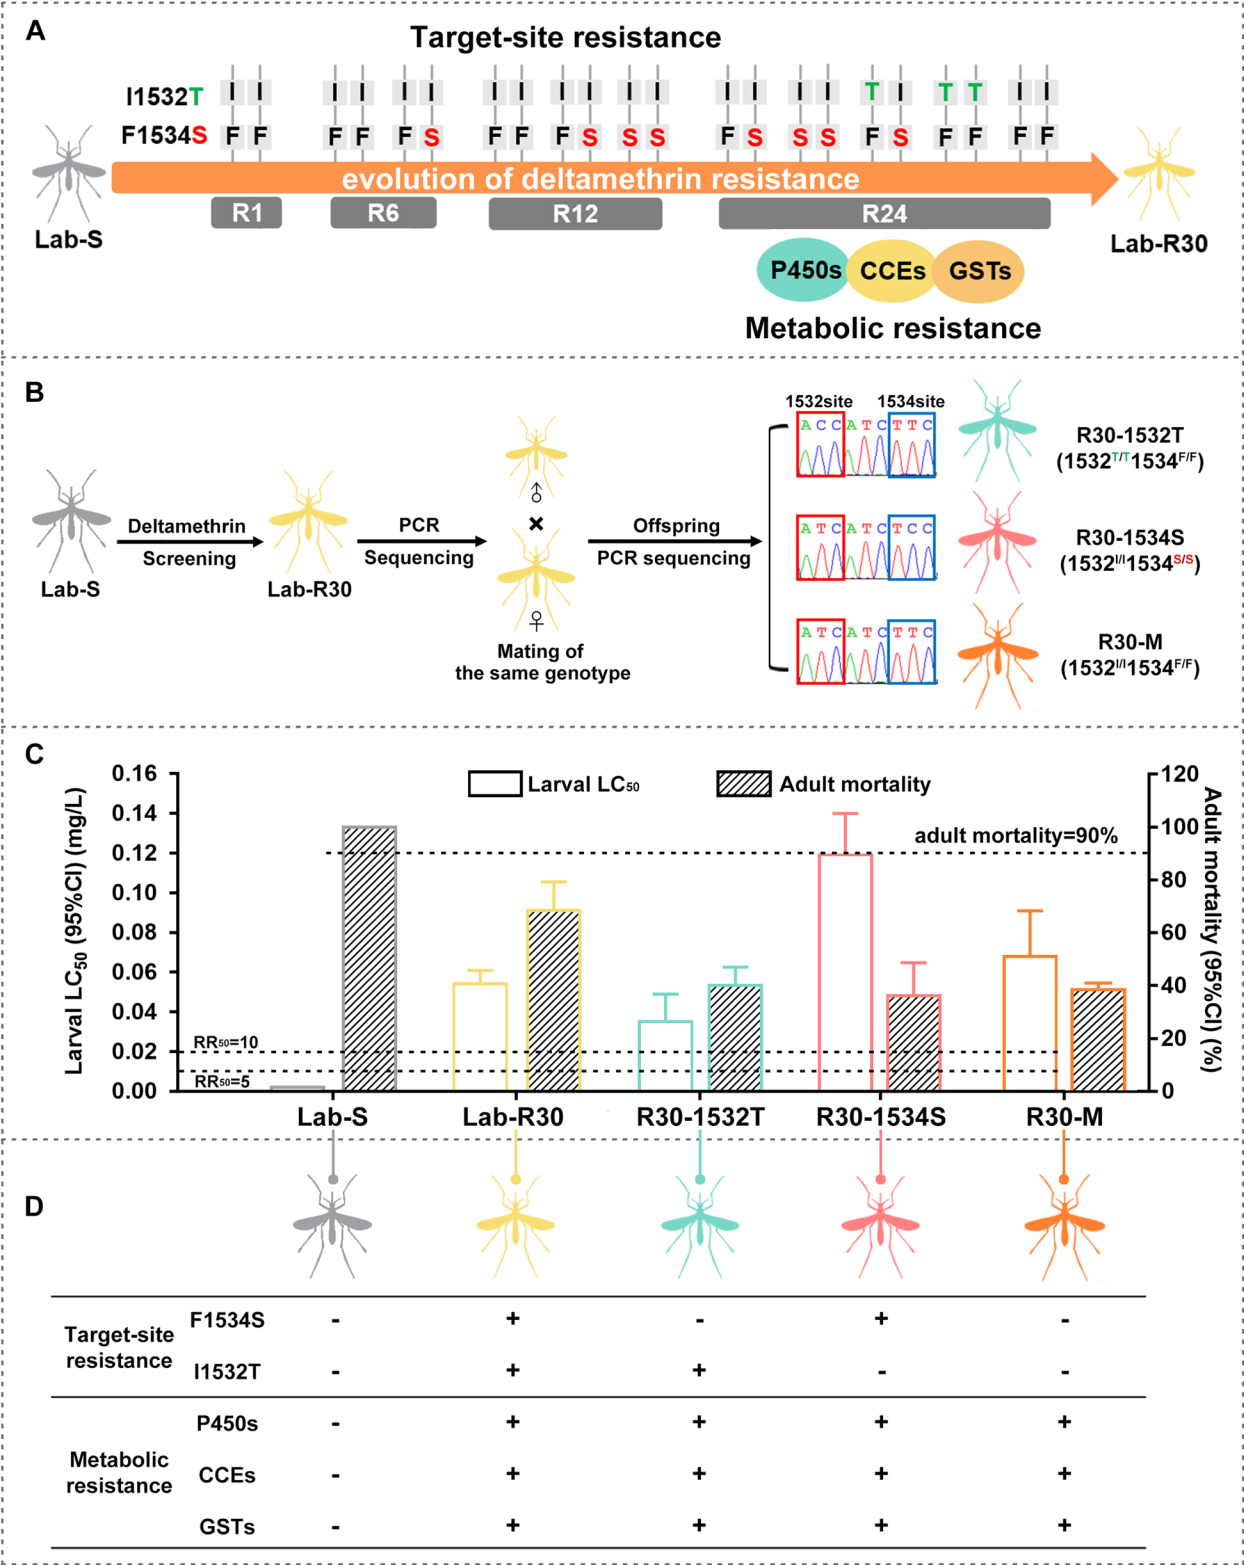 A
Target-site resistance
I1532T I I I I I I I I I I I I I I I I T I T T I I
F1534S F F F F F S F F F S S S F S S S F S F F F F
evolution of deltamethrin resistance
R1 R6 R12 R24
Lab-S
Lab-R30
P450s CCEs GSTs
Metabolic resistance
B
1532site 1534site
A C C A T C T T C
R30-1532T
(1532T/T1534F/F)
Lab-S
Deltamethrin
Screening
Lab-R30
PCR
Sequencing
♂
×
♀
Mating of
the same genotype
Offspring
PCR sequencing
A T C A T C T C C
R30-1534S
(1532I/I1534S/S)
A T C A T C T T C
R30-M
(1532I/I1534F/F)
C
Larval LC50 (95%CI) (mg/L)
0.16
0.14
0.12
0.10
0.08
0.06
0.04
0.02
0.00
Larval LC50
Adult mortality
adult mortality=90%
RR50=10
RR50=5
120
100
80
60
40
20
0
Adult mortality (95%CI) (%)
Lab-S Lab-R30 R30-1532T R30-1534S R30-M
D
Target-site
resistance
F1534S - + - + -
I1532T - + + - -
Metabolic
resistance
P450s - + + + +
CCEs - + + + +
GSTs - + + + +